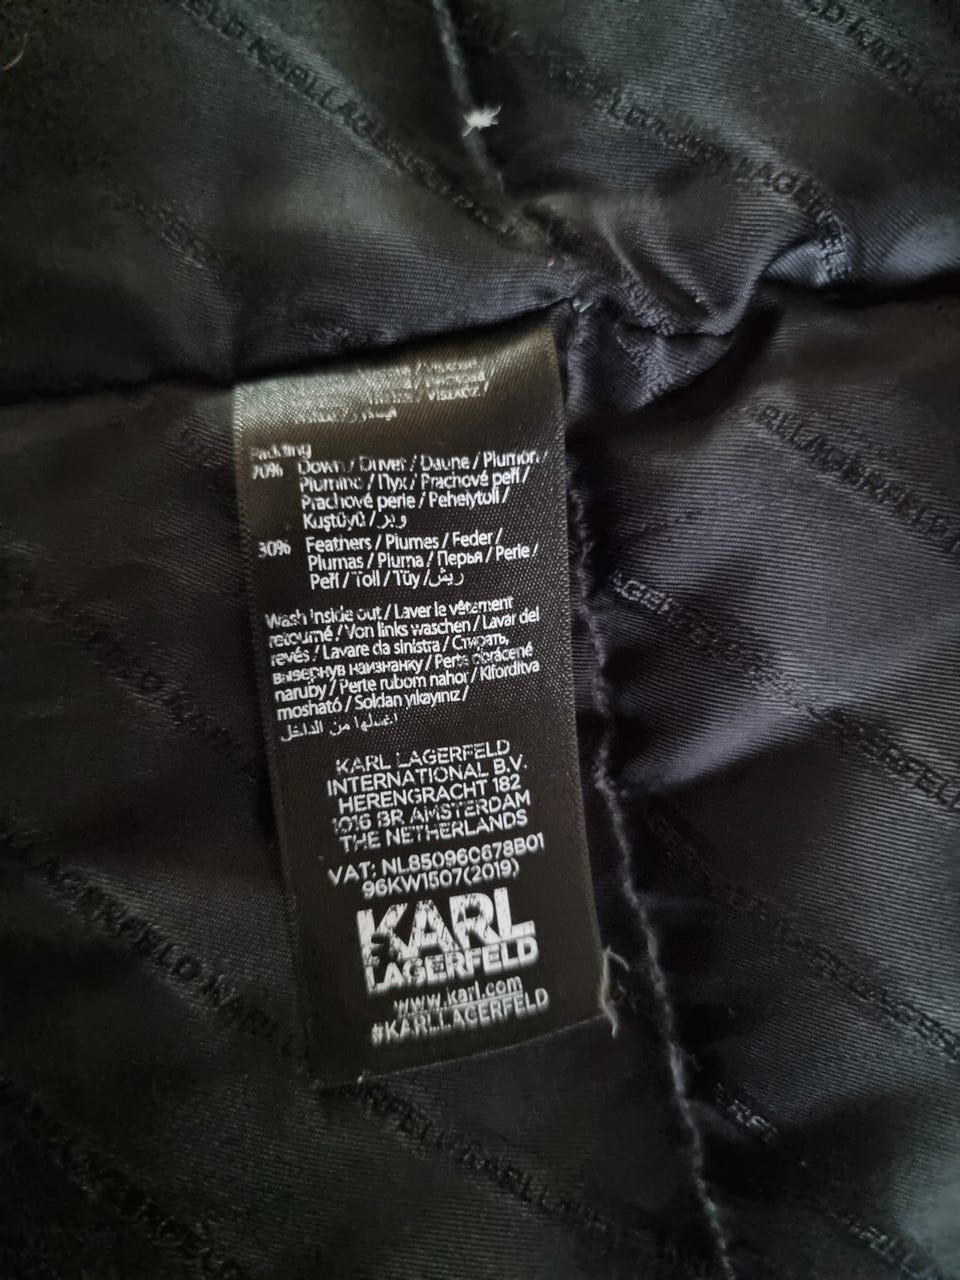 VISZKÓZ /
Padding
70% Down / Duvet / Daune / Plumón /
Piumino / Пух / Prachové peří /
Prachové perie / Pehelytoll /
Kuştüyü / وبر
30% Feathers / Plumes / Feder /
Plumas / Piuma / Перья / Perie /
Peří / Toll / Tüy / ريش
Wash inside out / Laver le vêtement
retourné / Von links waschen / Lavar del
revés / Lavare da sinistra / Стирать,
вывернув наизнанку / Perte obrácené
naruby / Perte rubom nahor / Kifordítva
mosható / Soldan yıkayınız /
اغسلها من الداخل
KARL LAGERFELD
INTERNATIONAL B.V.
HERENGRACHT 182
1016 BR AMSTERDAM
THE NETHERLANDS
VAT: NL850960678B01
96KW1507(2019)
KARL
LAGERFELD
www.karl.com
#KARLLAGERFELD